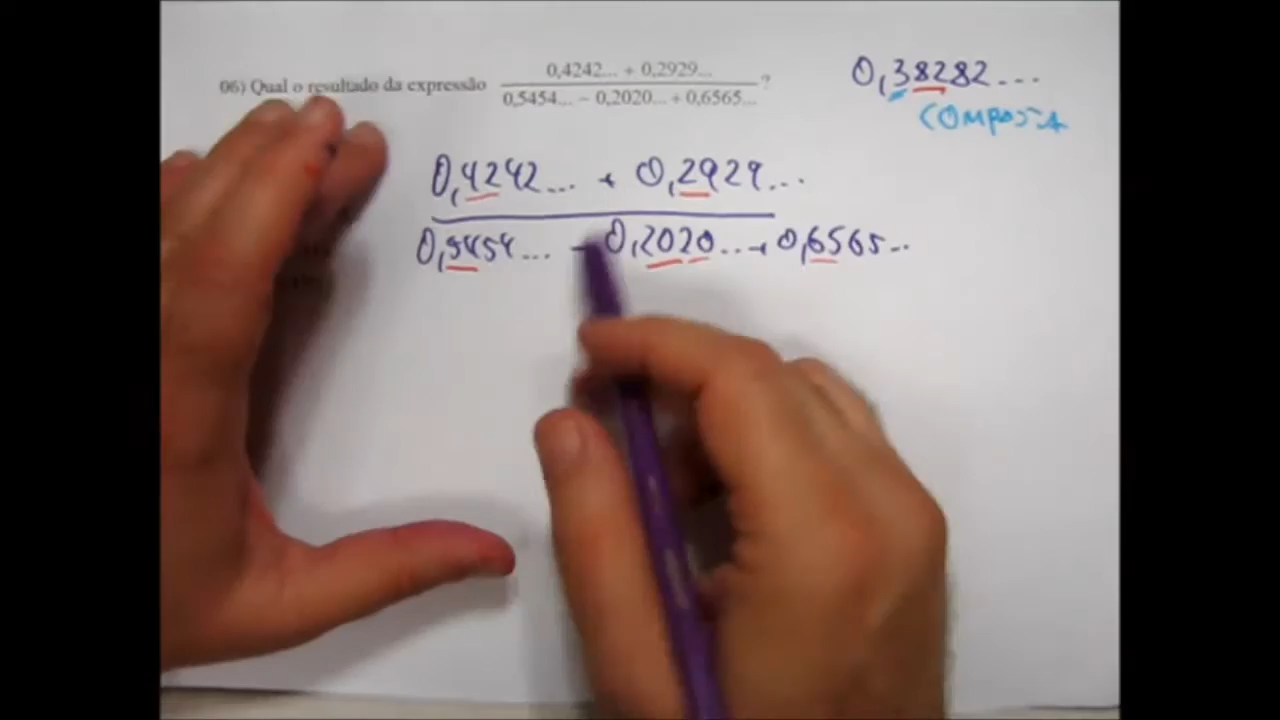 06) Qual o resultado da expressão
0,4242... + 0,2929...
0,5454... − 0,2020... + 0,6565...
?
0,38282...
COMPOSTA
0,4242... + 0,2929...
0,5454... - 0,2020... + 0,6565...